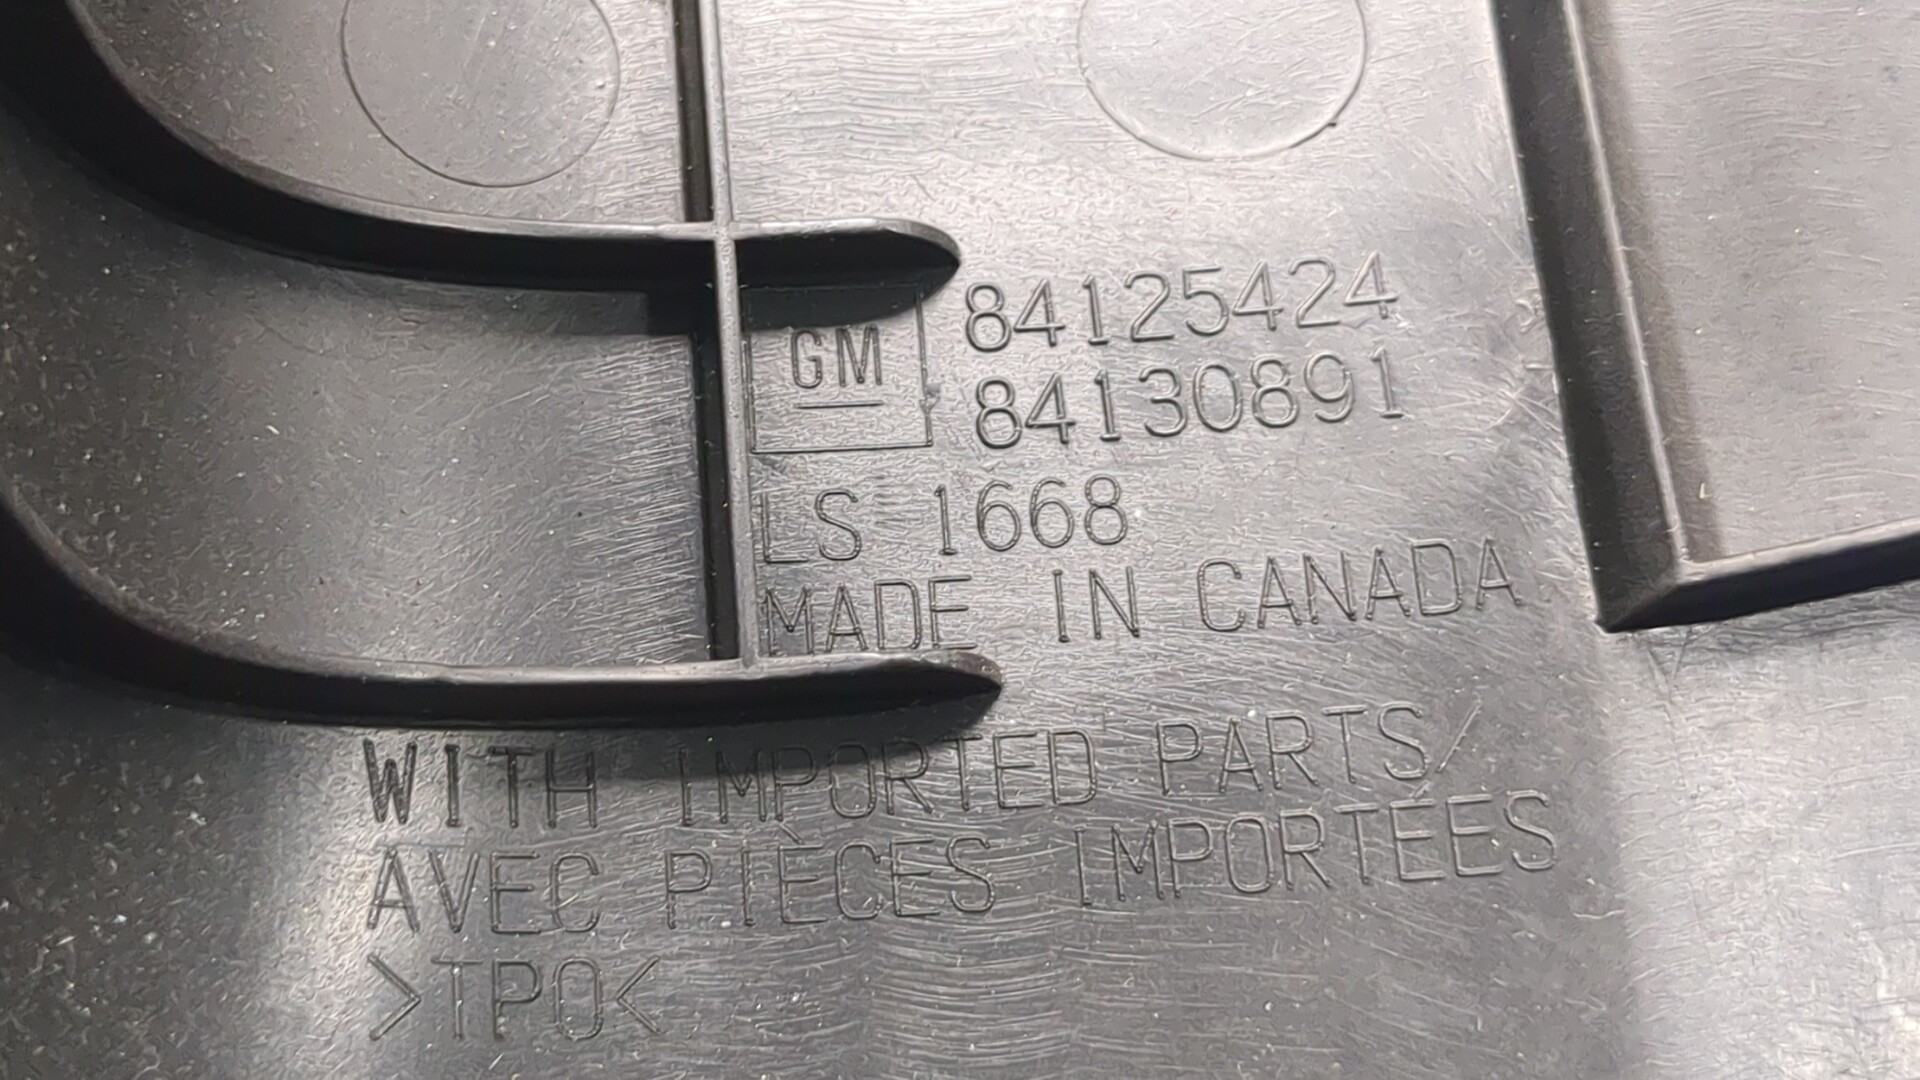 GM 84125424
84130891
LS 1668
MADE IN CANADA
WITH IMPORTED PARTS/
AVEC PIÈCES IMPORTÉES
>TPO<